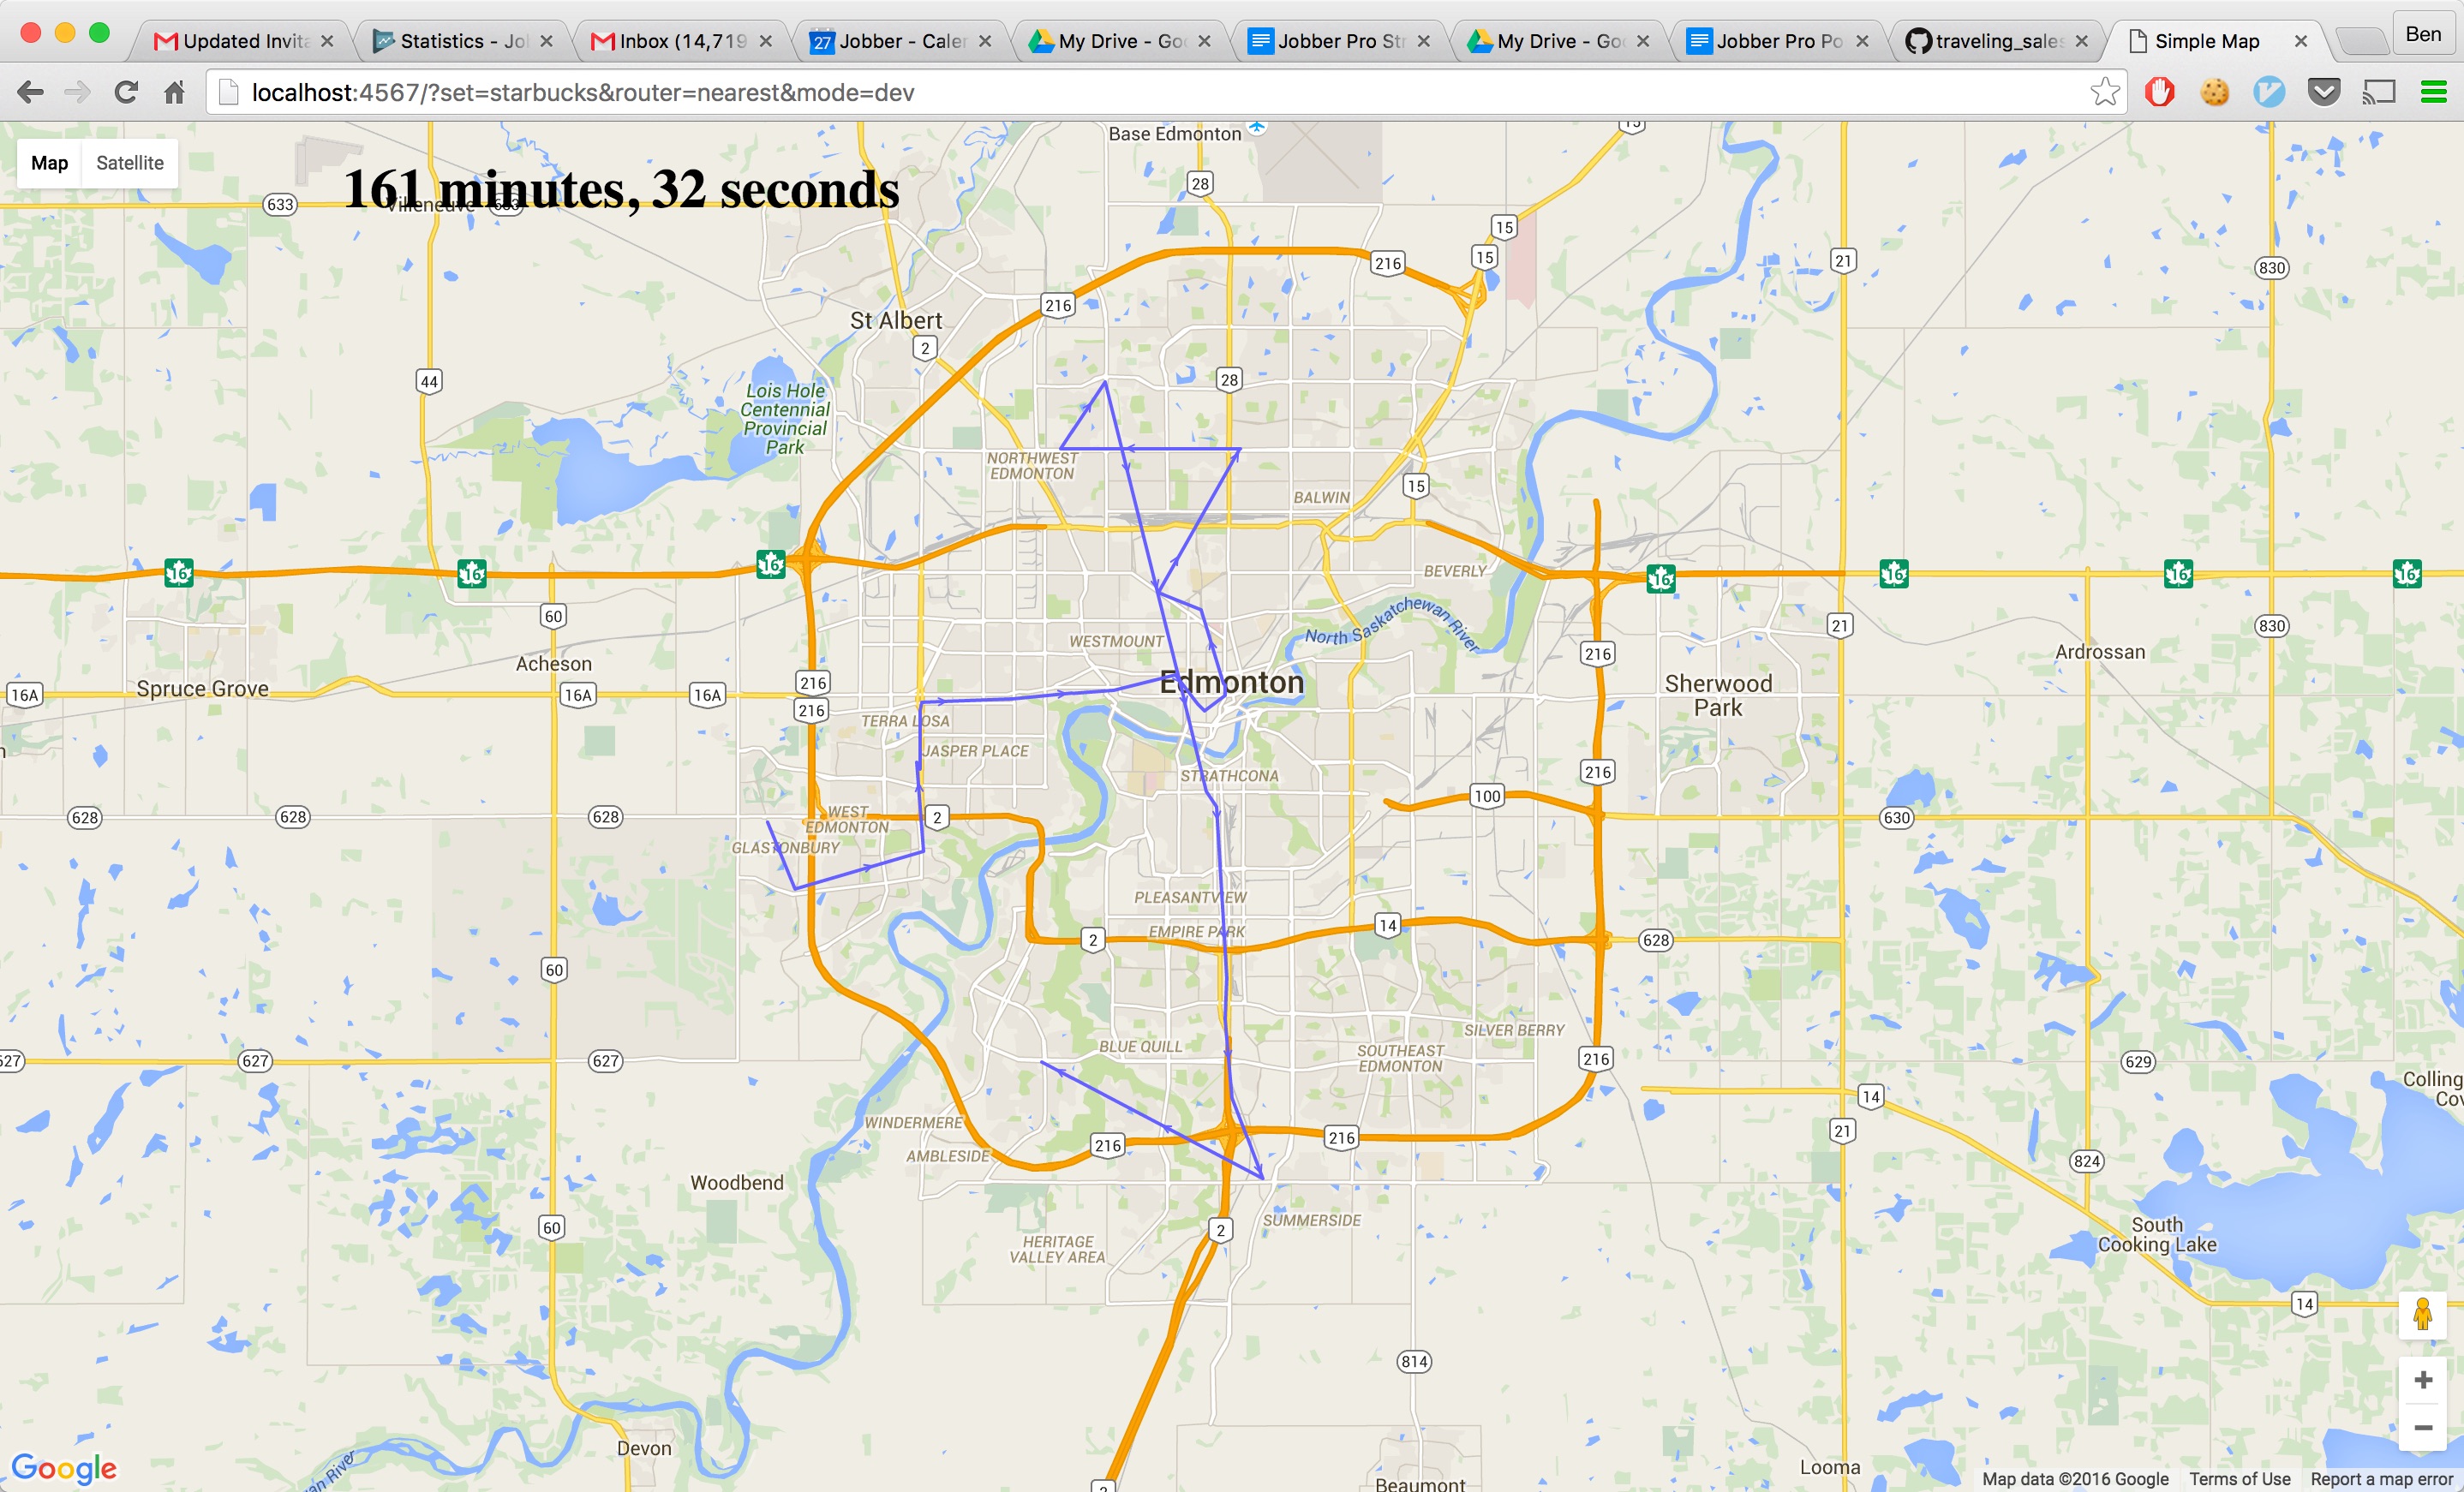 Updated Invita
Statistics - Jo
Inbox (14,719
27 Jobber - Caler
My Drive - Go
Jobber Pro Str
My Drive - Go
Jobber Pro Po
traveling_sales
Simple Map
Ben
localhost:4567/?set=starbucks&router=nearest&mode=dev
Map Satellite
161 minutes, 32 seconds
Base Edmonton
15
28
633 Villeneuve 633
15
216 15
21
830
216
St Albert
2
44
28
Lois Hole
Centennial
Provincial
Park
NORTHWEST
EDMONTON
BALWIN
15
16 16 16
BEVERLY
16 16 16 16
60
North Saskatchewan River
21
830
WESTMOUNT
Acheson
216
Ardrossan
Spruce Grove
Edmonton
Sherwood
Park
16A 16A 16A
216
216
TERRA LOSA
JASPER PLACE
STRATHCONA
216
100
WEST
EDMONTON
2
628 628 628
630
GLASTONBURY
PLEASANTVIEW
EMPIRE PARK
14
2
628
60
SILVER BERRY
BLUE QUILL
SOUTHEAST
EDMONTON
216
627 627 627
629
Colling
Cov
14
WINDERMERE
216 216
21
AMBLESIDE
824
Woodbend
60
2
SUMMERSIDE
South
Cooking Lake
HERITAGE
VALLEY AREA
14
814
Devon
Looma
Beaumont
an River
2
Google
Map data ©2016 Google Terms of Use Report a map error